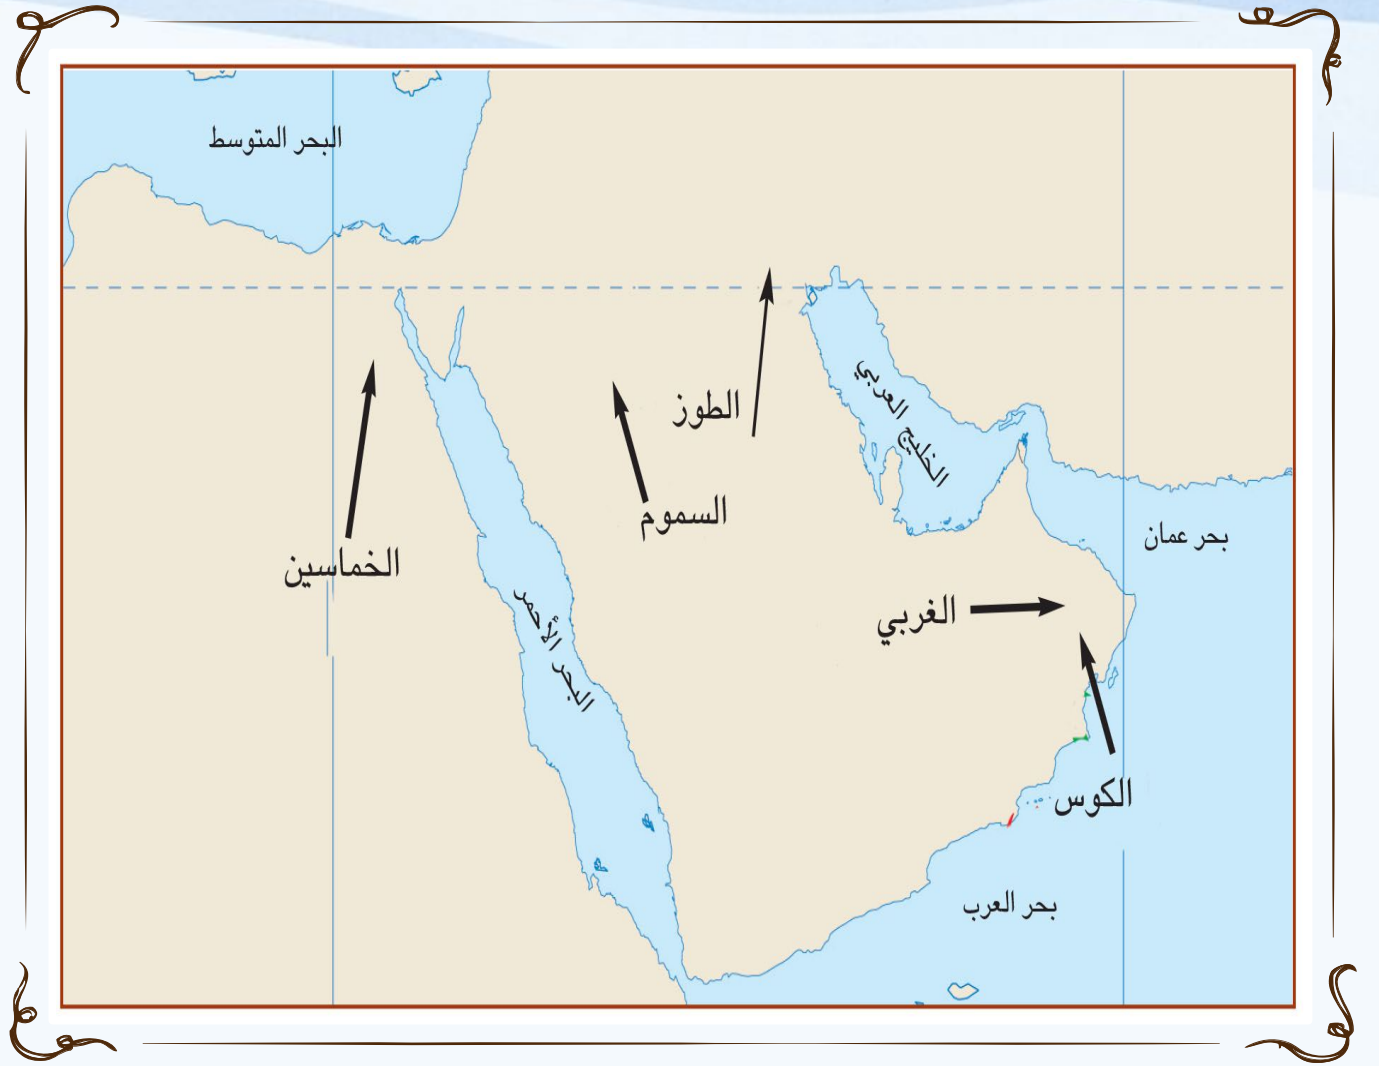 البحر المتوسط
الخليج العربي
الطوز
السموم
بحر عمان
الخماسين
الغربي
البحر الأحمر
الكوس
بحر العرب